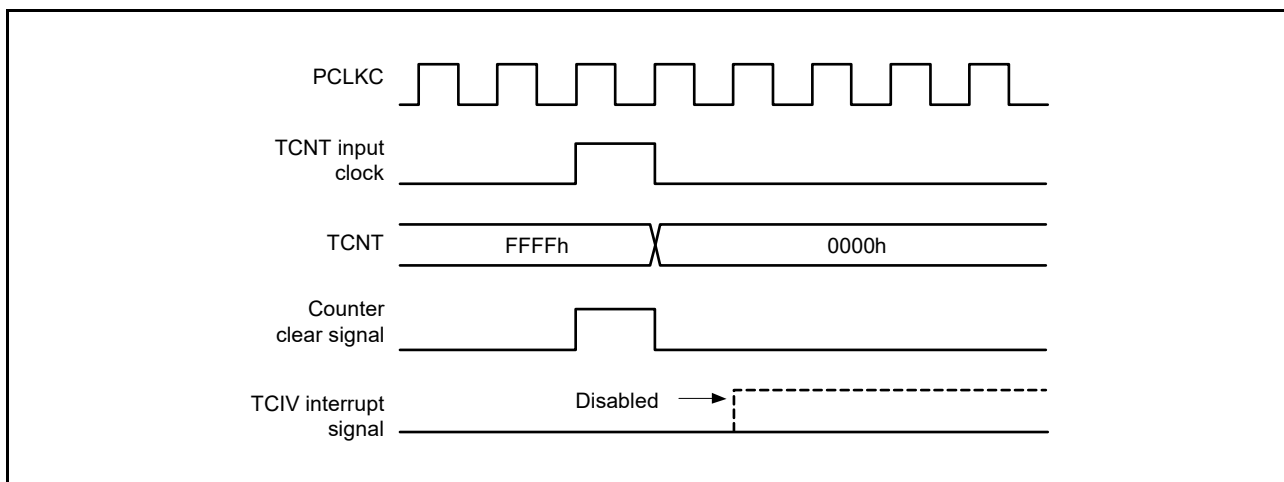 PCLKC
TCNT input
clock
TCNT
FFFFh
0000h
Counter
clear signal
Disabled
TCIV interrupt
signal